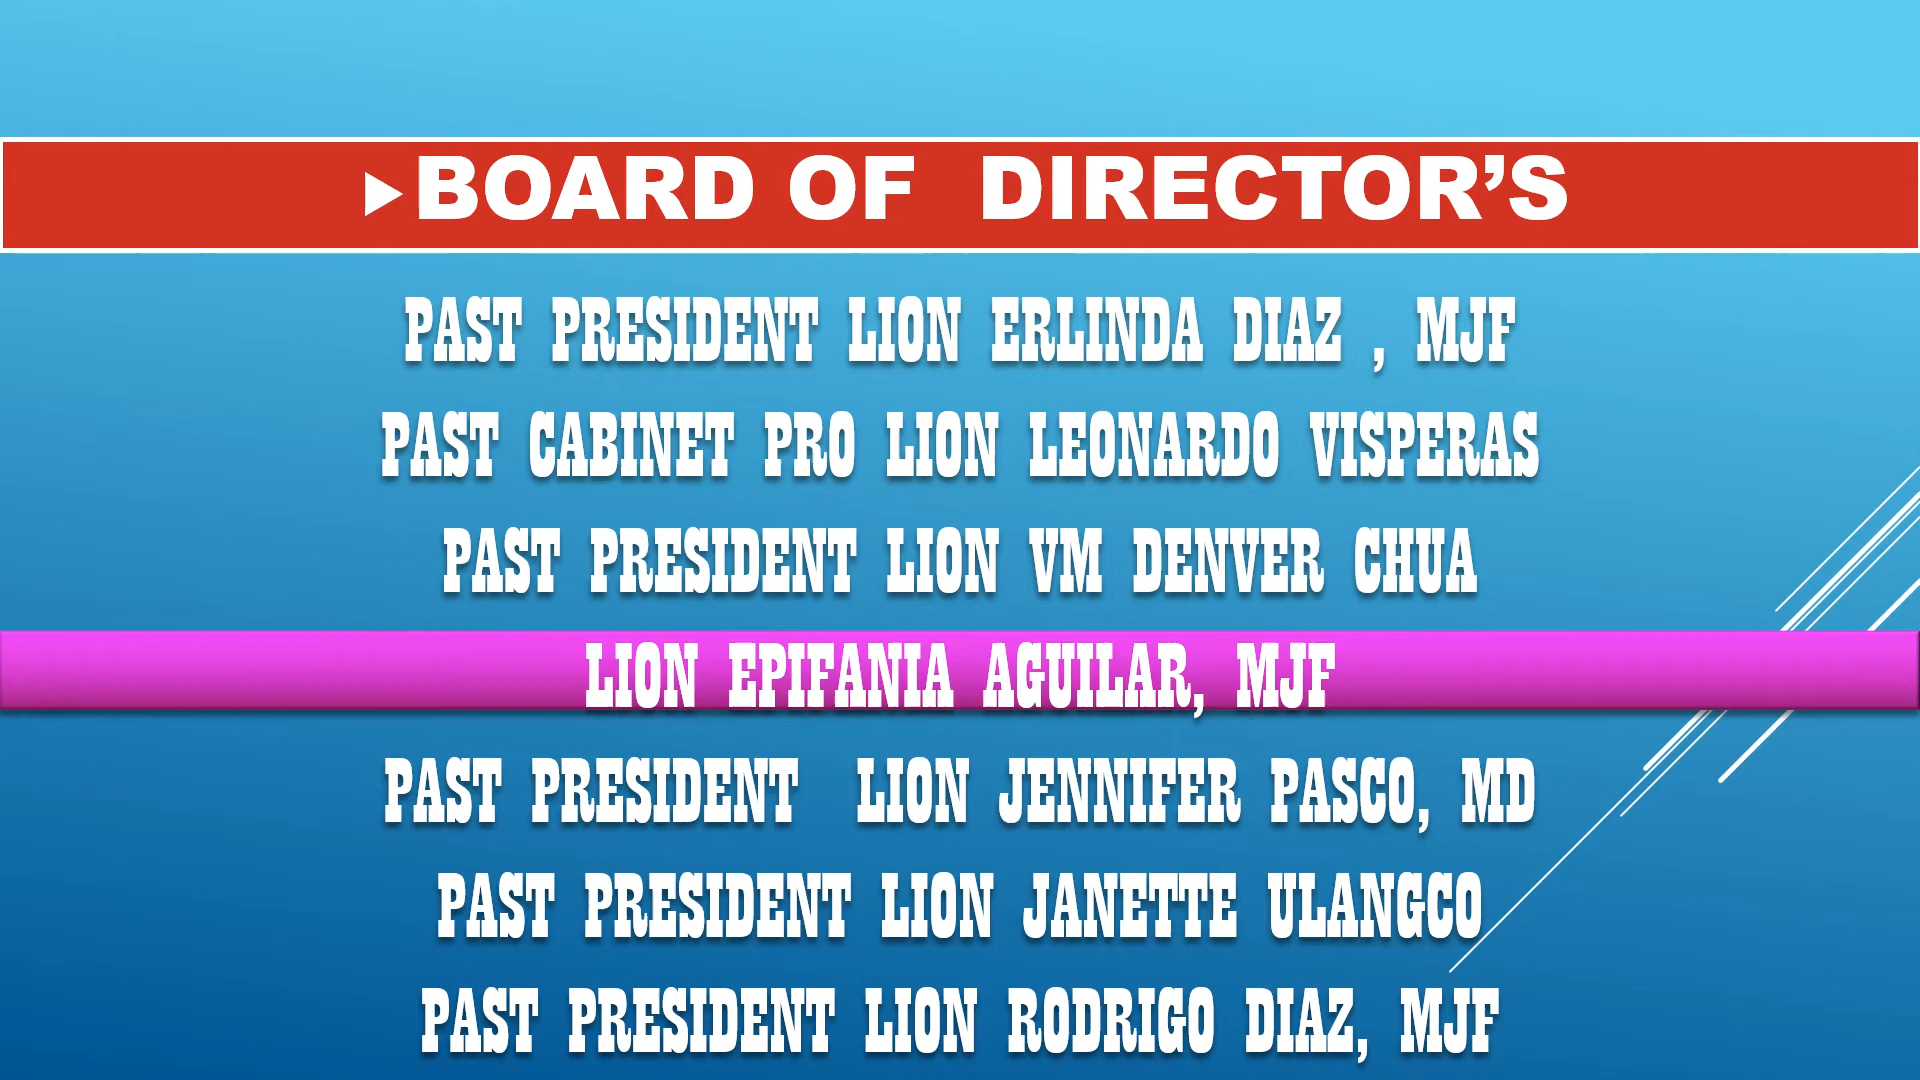 BOARD OF DIRECTOR’S
PAST PRESIDENT LION ERLINDA DIAZ , MJF
PAST CABINET PRO LION LEONARDO VISPERAS
PAST PRESIDENT LION VM DENVER CHUA
LION EPIFANIA AGUILAR, MJF
PAST PRESIDENT LION JENNIFER PASCO, MD
PAST PRESIDENT LION JANETTE ULANGCO
PAST PRESIDENT LION RODRIGO DIAZ, MJF